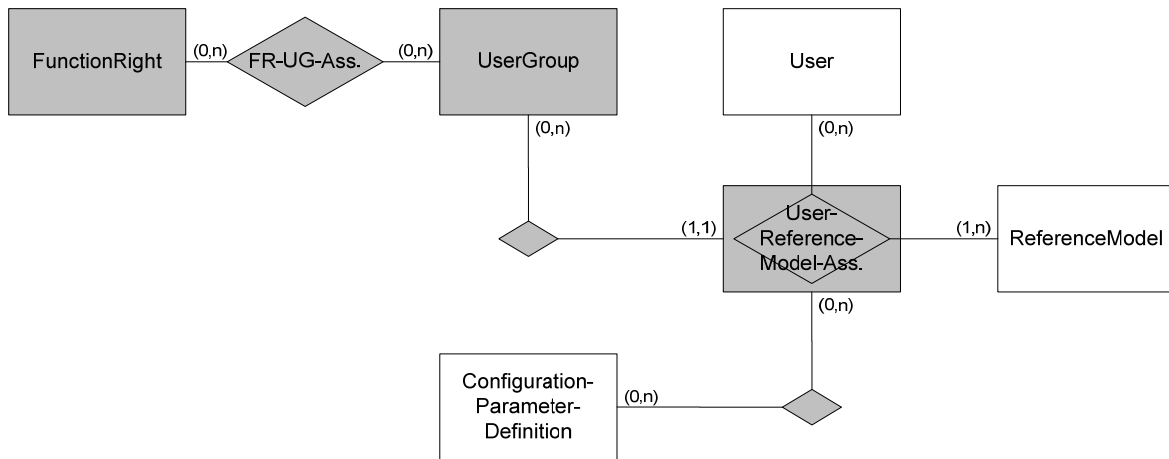 FunctionRight
(0,n)
FR-UG-Ass.
(0,n)
UserGroup
User
(0,n)
(0,n)
(1,1)
User-
Reference-
Model-Ass.
(1,n)
ReferenceModel
(0,n)
Configuration-
Parameter-
Definition
(0,n)